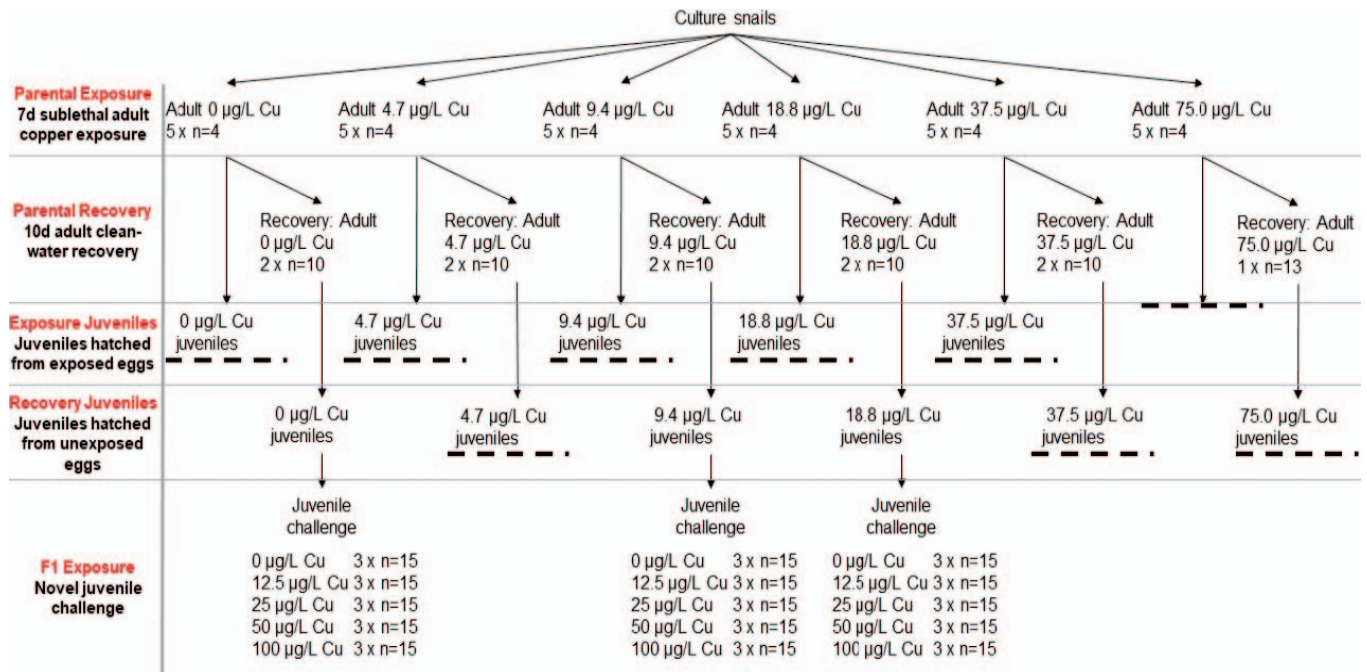 Culture snails
Parental Exposure
7d sublethal adult
copper exposure
Adult 0 µg/L Cu
5 x n=4
Adult 4.7 µg/L Cu
5 x n=4
Adult 9.4 µg/L Cu
5 x n=4
Adult 18.8 µg/L Cu
5 x n=4
Adult 37.5 µg/L Cu
5 x n=4
Adult 75.0 µg/L Cu
5 x n=4
Parental Recovery
10d adult clean-
water recovery
Recovery: Adult
0 µg/L Cu
2 x n=10
Recovery: Adult
4.7 µg/L Cu
2 x n=10
Recovery: Adult
9.4 µg/L Cu
2 x n=10
Recovery: Adult
18.8 µg/L Cu
2 x n=10
Recovery: Adult
37.5 µg/L Cu
2 x n=10
Recovery: Adult
75.0 µg/L Cu
1 x n=13
Exposure Juveniles
Juveniles hatched
from exposed eggs
0 µg/L Cu
juveniles
4.7 µg/L Cu
juveniles
9.4 µg/L Cu
juveniles
18.8 µg/L Cu
juveniles
37.5 µg/L Cu
juveniles
Recovery Juveniles
Juveniles hatched
from unexposed
eggs
0 µg/L Cu
juveniles
4.7 µg/L Cu
juveniles
9.4 µg/L Cu
juveniles
18.8 µg/L Cu
juveniles
37.5 µg/L Cu
juveniles
75.0 µg/L Cu
juveniles
F1 Exposure
Novel juvenile
challenge
Juvenile
challenge
0 µg/L Cu 3 x n=15
12.5 µg/L Cu 3 x n=15
25 µg/L Cu 3 x n=15
50 µg/L Cu 3 x n=15
100 µg/L Cu 3 x n=15
Juvenile
challenge
0 µg/L Cu 3 x n=15
12.5 µg/L Cu 3 x n=15
25 µg/L Cu 3 x n=15
50 µg/L Cu 3 x n=15
100 µg/L Cu 3 x n=15
Juvenile
challenge
0 µg/L Cu 3 x n=15
12.5 µg/L Cu 3 x n=15
25 µg/L Cu 3 x n=15
50 µg/L Cu 3 x n=15
100 µg/L Cu 3 x n=15